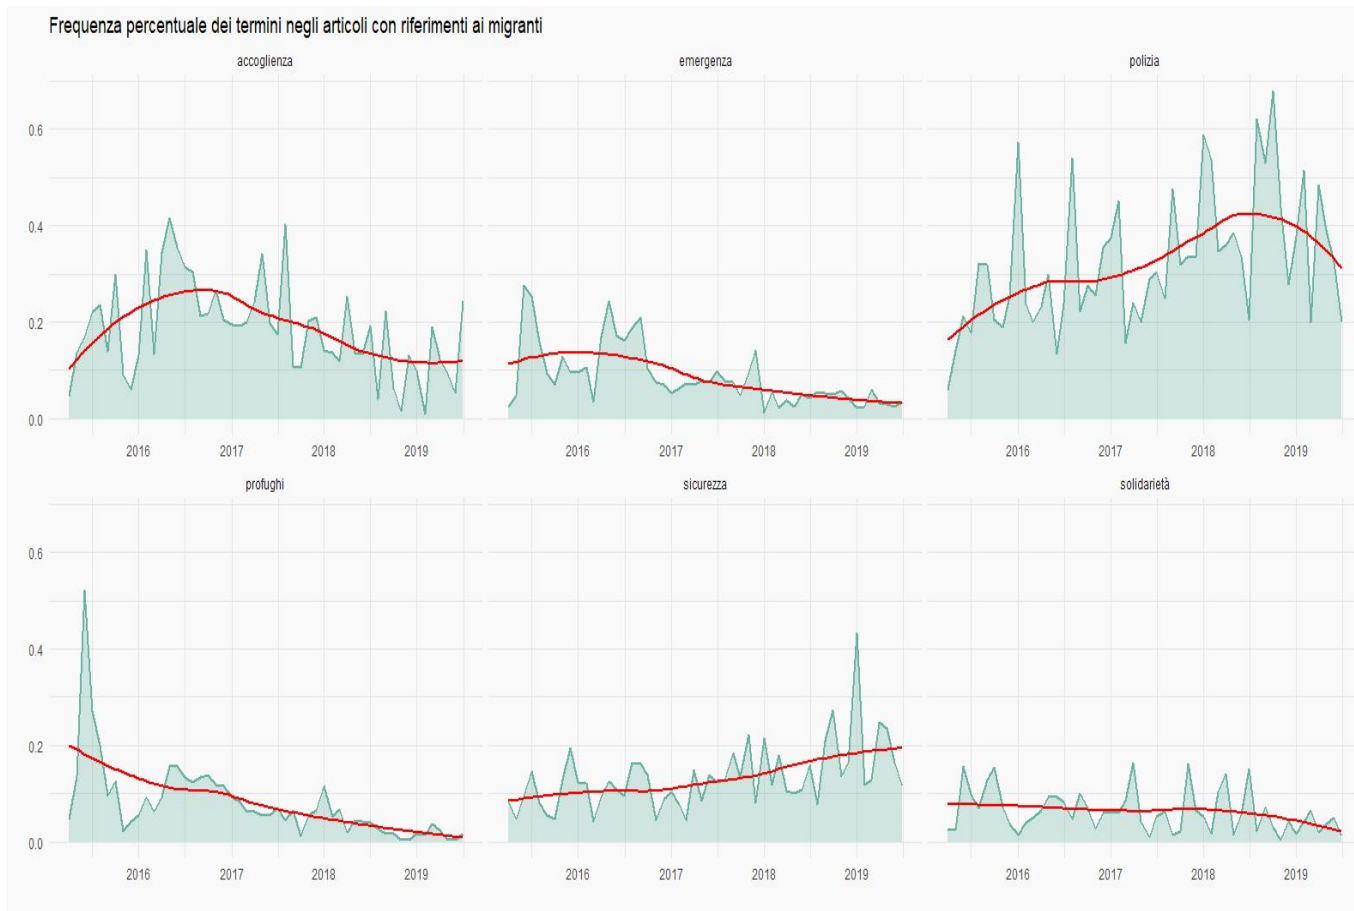 Frequenza percentuale dei termini negli articoli con riferimenti ai migranti
accoglienza emergenza polizia
0.6
0.4
0.2
0.0
2016 2017 2018 2019 2016 2017 2018 2019 2016 2017 2018 2019
profughi sicurezza solidarietà
0.6
0.4
0.2
0.0
2016 2017 2018 2019 2016 2017 2018 2019 2016 2017 2018 2019